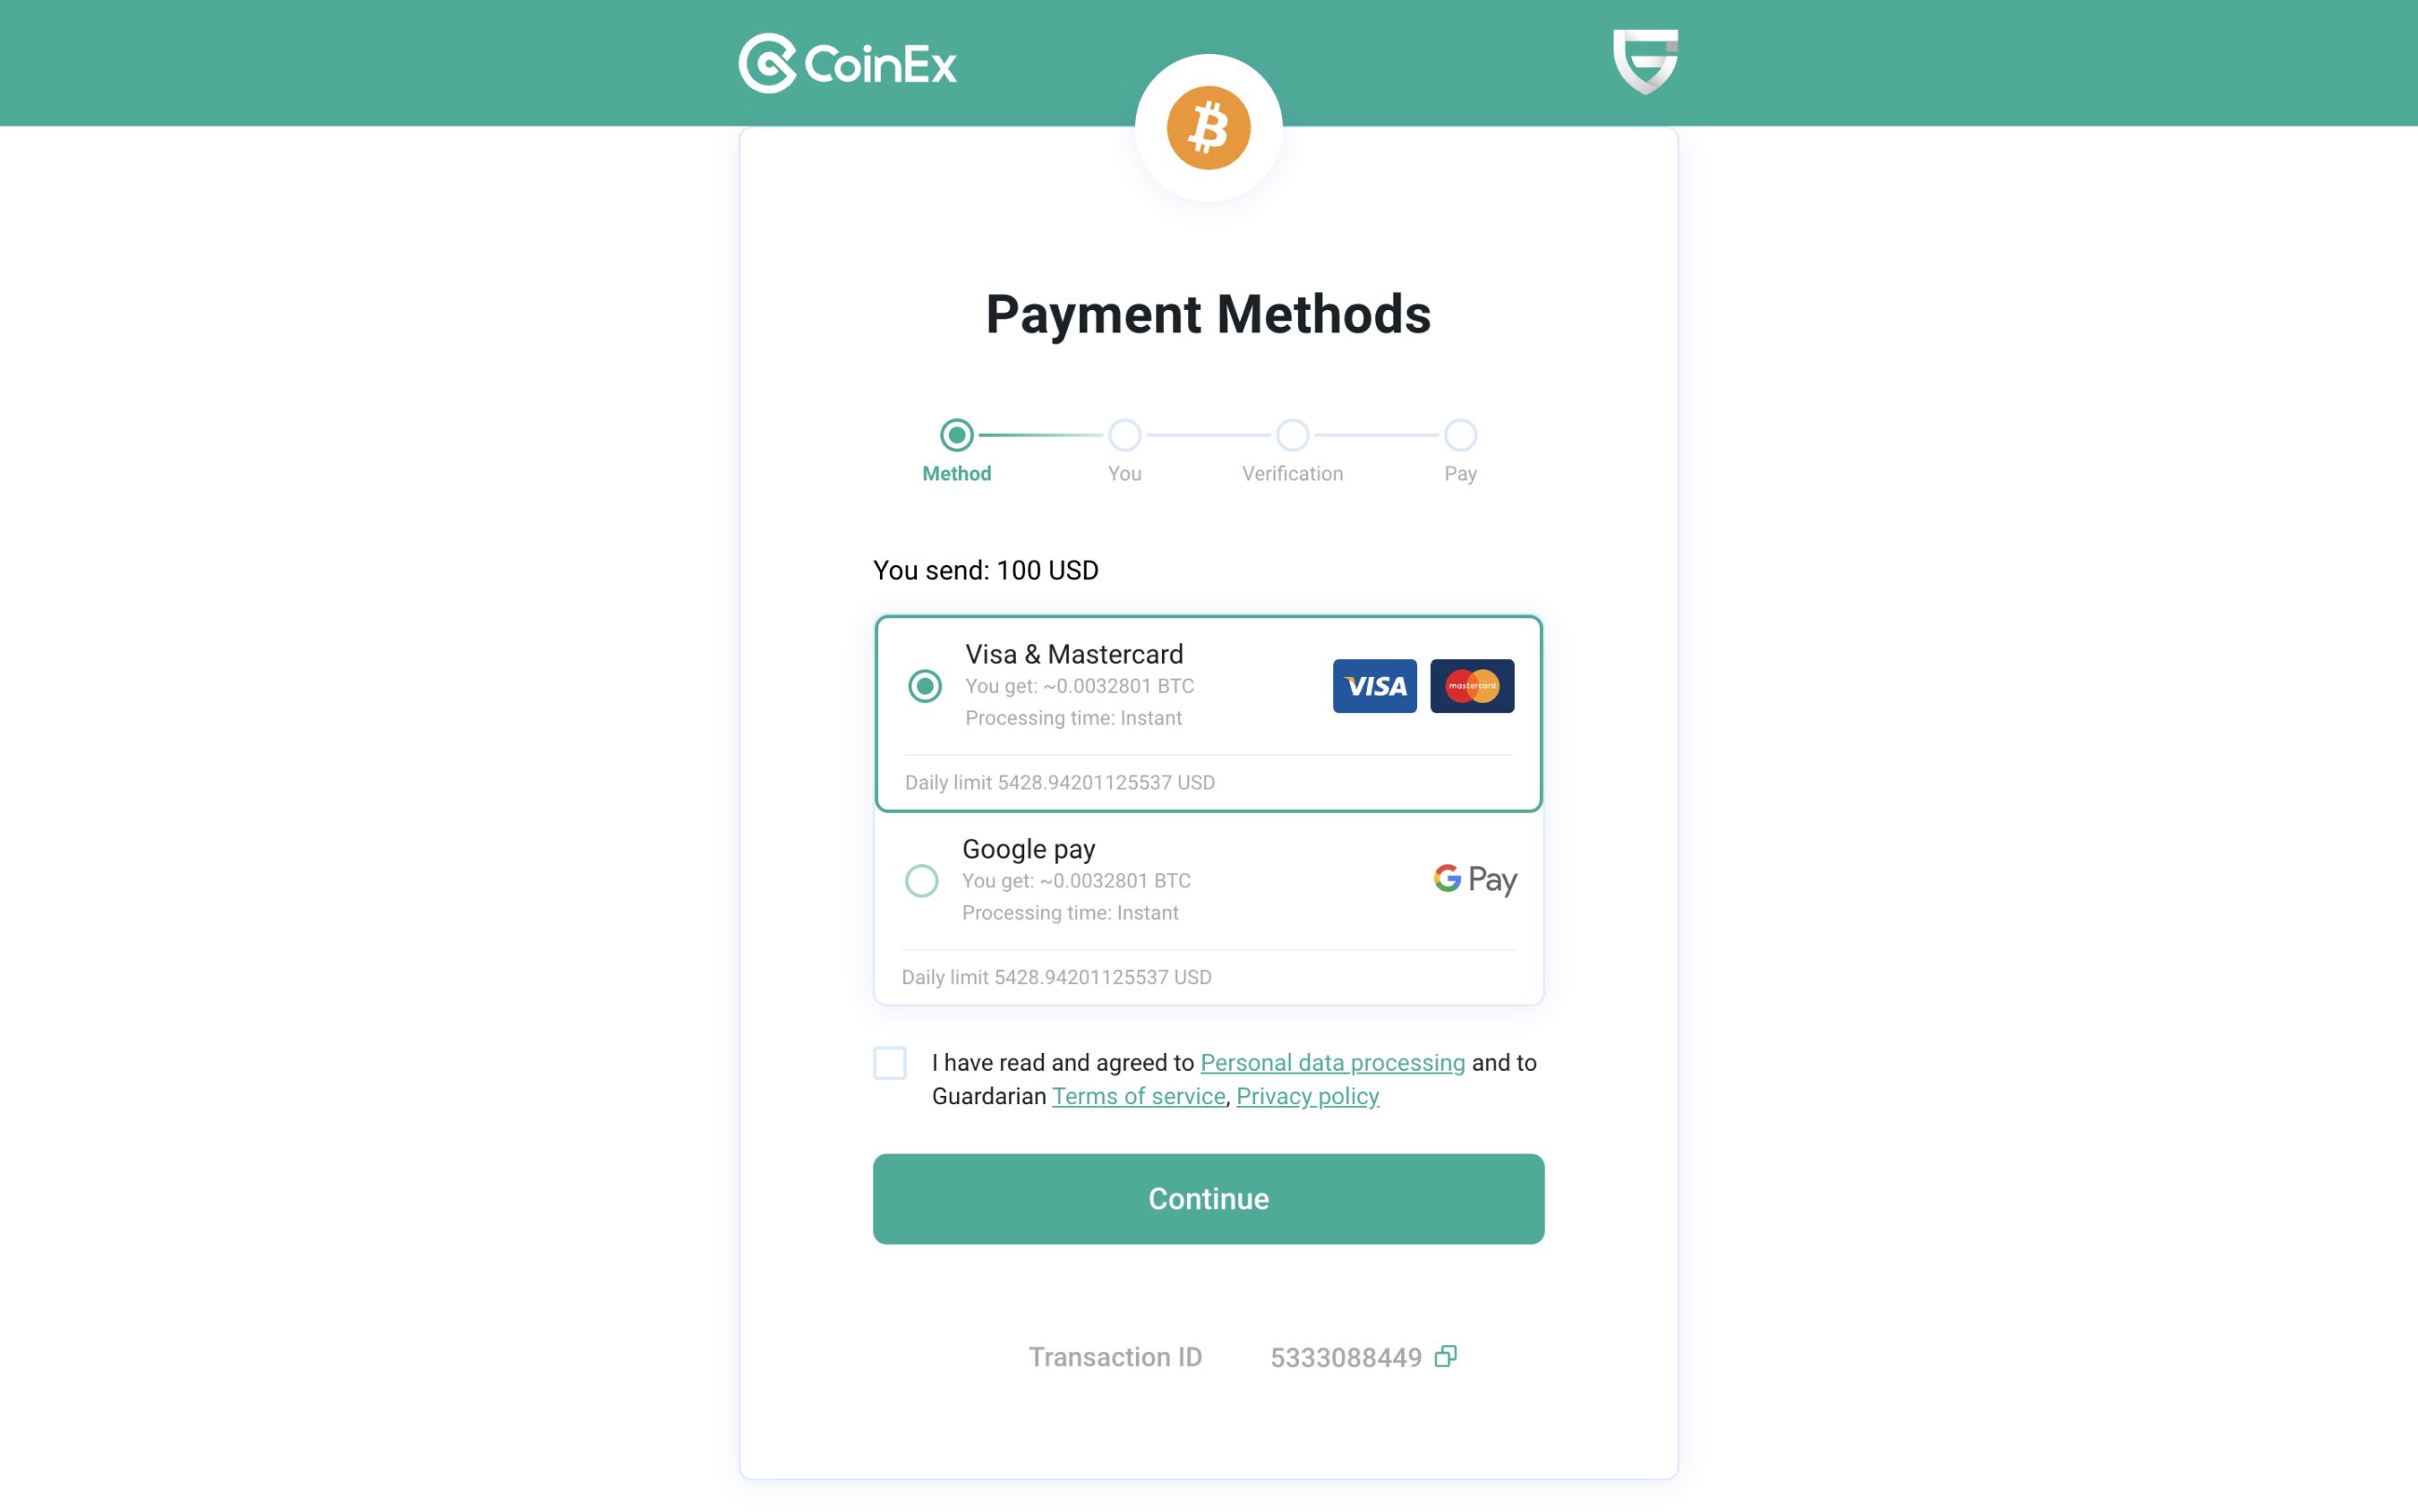 CoinEx
Payment Methods
Method You Verification Pay
You send: 100 USD
Visa & Mastercard
You get: ~0.0032801 BTC
Processing time: Instant
VISA mastercard
Daily limit 5428.94201125537 USD
Google pay
You get: ~0.0032801 BTC
Processing time: Instant
G Pay
Daily limit 5428.94201125537 USD
I have read and agreed to Personal data processing and to
Guardarian Terms of service, Privacy policy
Continue
Transaction ID 5333088449